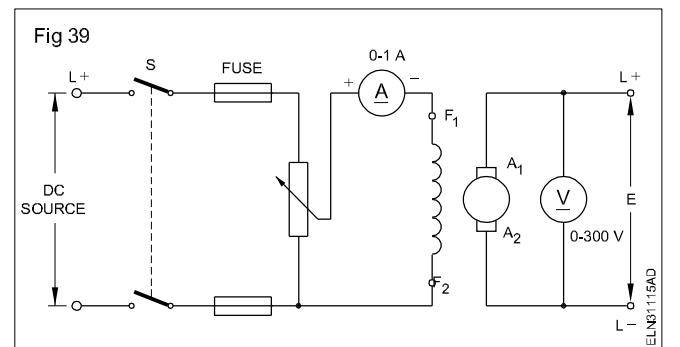 Fig 39
0-1 A
S
FUSE
L +
+
A
−
L +
F1
A1
DC
SOURCE
V
E
A2
0-300 V
F2
L −
ELN31115AD